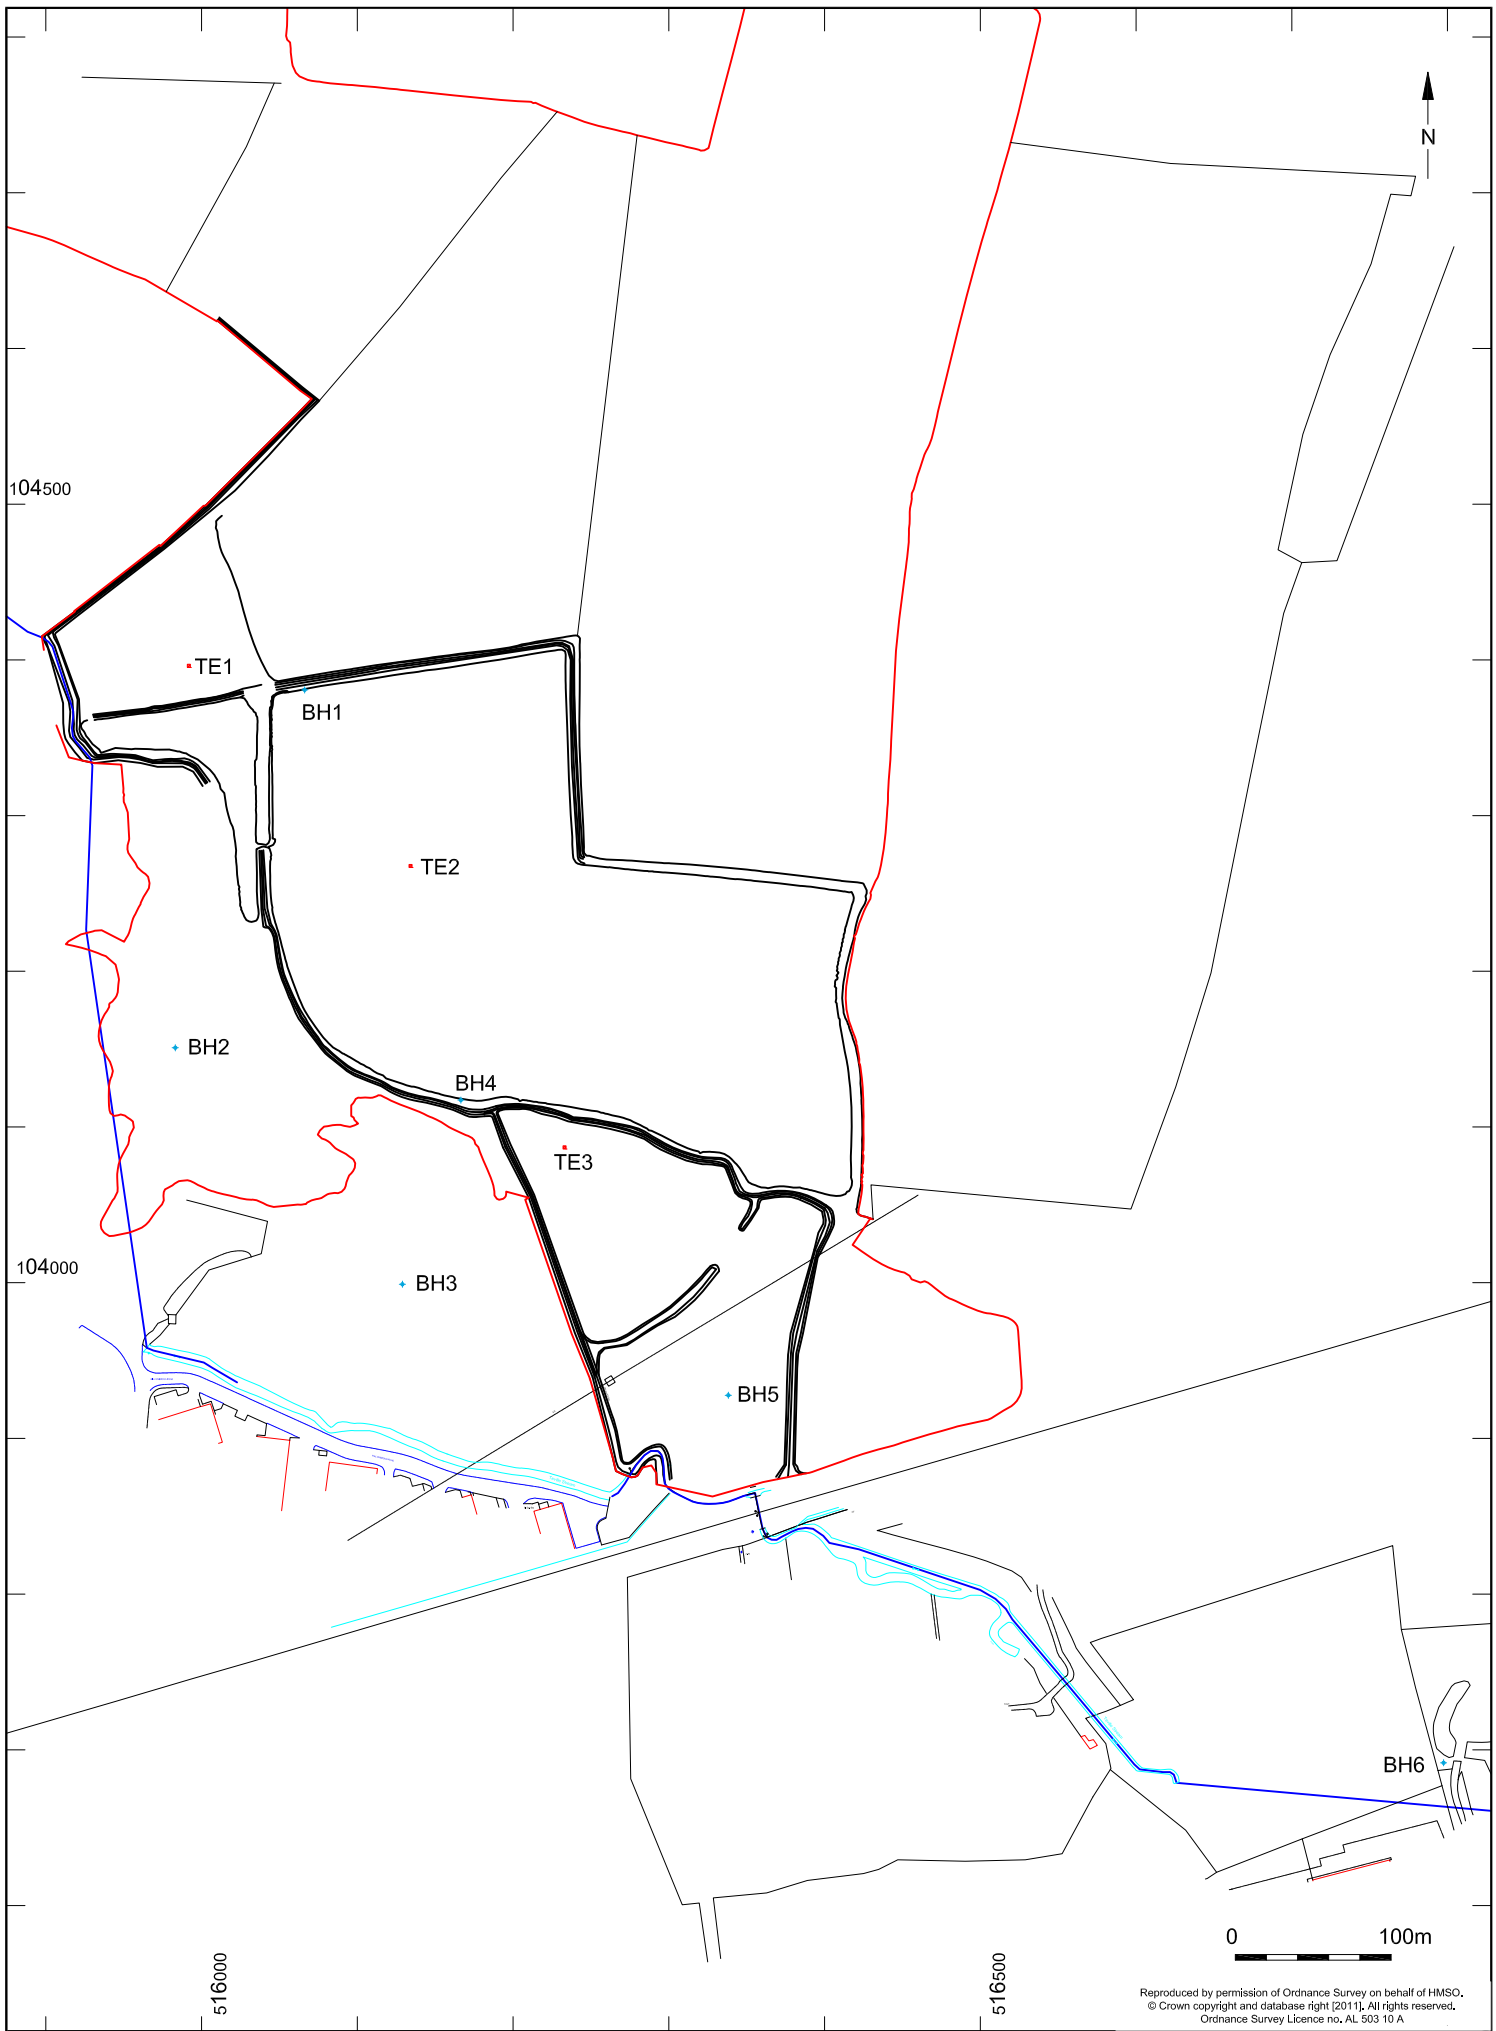 N
104500
TE1
BH1
TE2
BH2
BH4
TE3
104000
BH3
BH5
BH6
0 100m
516000
516500
Reproduced by permission of Ordnance Survey on behalf of HMSO.
© Crown copyright and database right [2011]. All rights reserved.
Ordnance Survey Licence no. AL 503 10 A